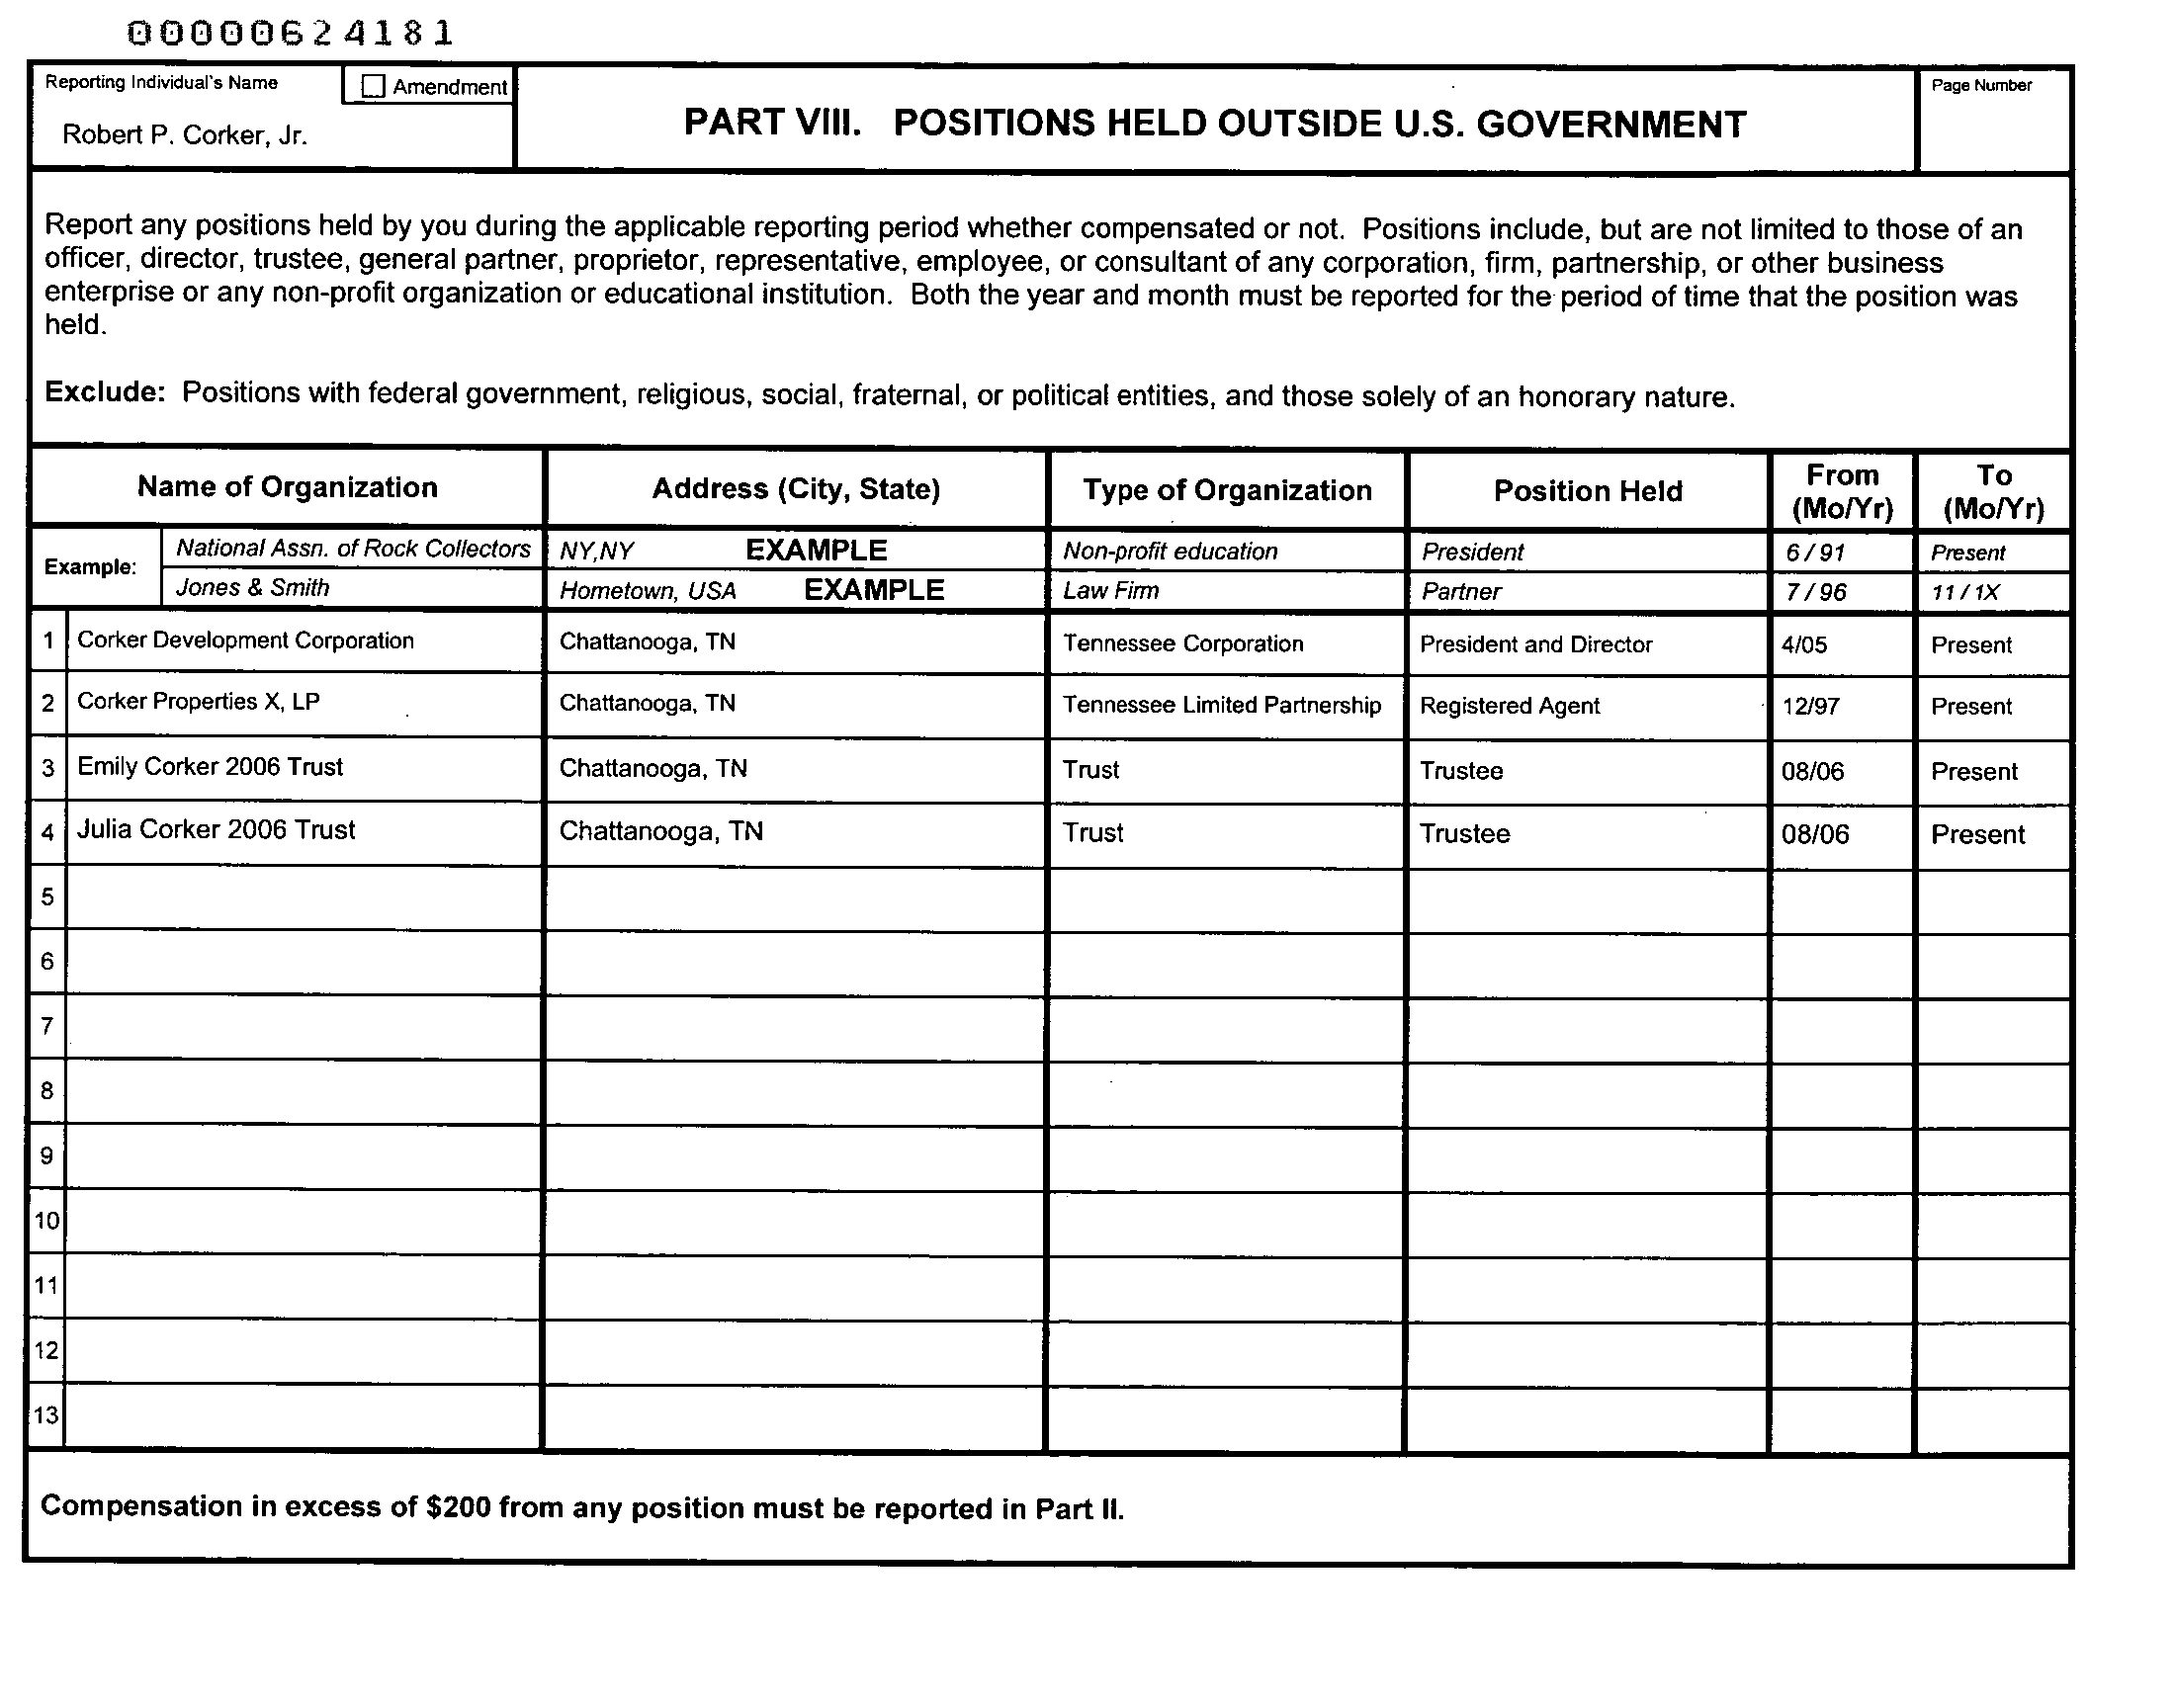 00000624181
Reporting Individual's Name
Amendment
Page Number
Robert P. Corker, Jr.
PART VIII. POSITIONS HELD OUTSIDE U.S. GOVERNMENT
Report any positions held by you during the applicable reporting period whether compensated or not. Positions include, but are not limited to those of an
officer, director, trustee, general partner, proprietor, representative, employee, or consultant of any corporation, firm, partnership, or other business
enterprise or any non-profit organization or educational institution. Both the year and month must be reported for the period of time that the position was
held.
Exclude: Positions with federal government, religious, social, fraternal, or political entities, and those solely of an honorary nature.
Name of Organization Address (City, State) Type of Organization Position Held From (Mo/Yr) To (Mo/Yr)
Example: National Assn. of Rock Collectors NY,NY EXAMPLE Non-profit education President 6 / 91 Present
Jones & Smith Hometown, USA EXAMPLE Law Firm Partner 7 / 96 11 / 1X
1 Corker Development Corporation Chattanooga, TN Tennessee Corporation President and Director 4/05 Present
2 Corker Properties X, LP Chattanooga, TN Tennessee Limited Partnership Registered Agent 12/97 Present
3 Emily Corker 2006 Trust Chattanooga, TN Trust Trustee 08/06 Present
4 Julia Corker 2006 Trust Chattanooga, TN Trust Trustee 08/06 Present
5
6
7
8
9
10
11
12
13
Compensation in excess of $200 from any position must be reported in Part II.